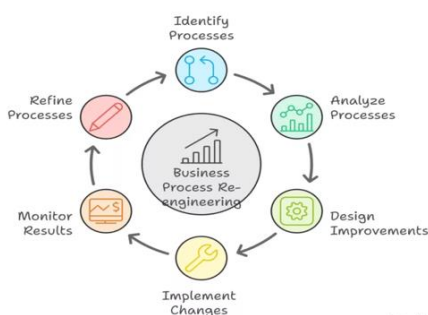 Identify
Processes
Refine
Processes
Analyze
Processes
Business
Process Re-
engineering
Monitor
Results
$
Design
Improvements
Implement
Changes